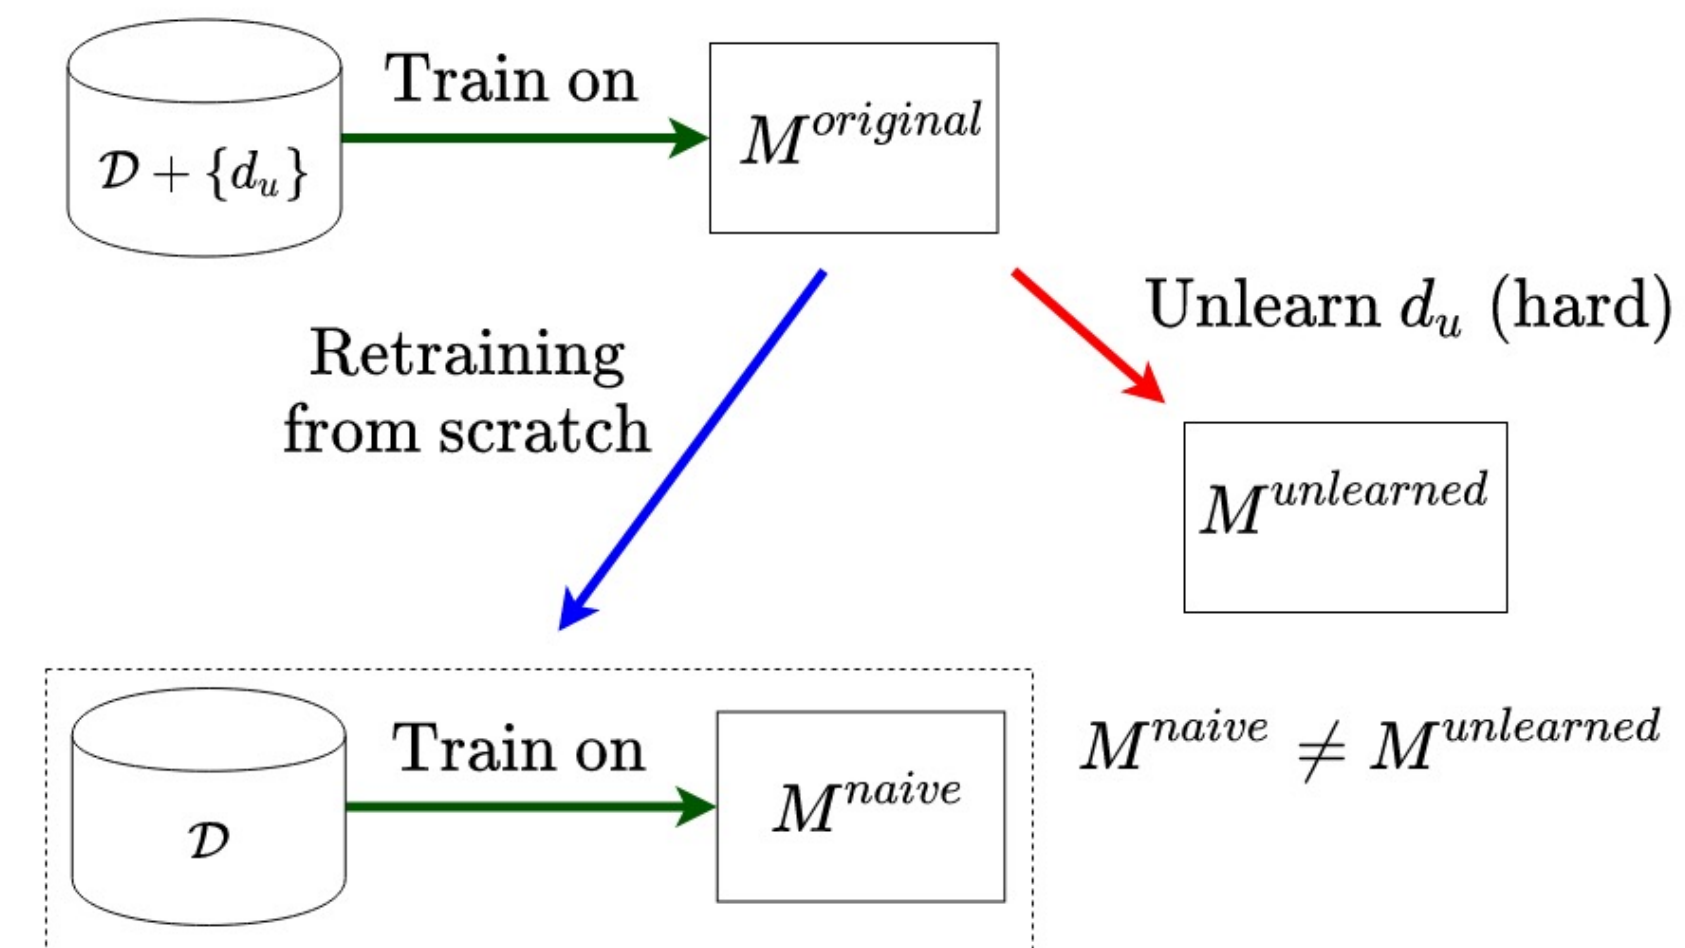 Train on
𝒟 + {d_u}
M^{original}
Unlearn d_u (hard)
Retraining
from scratch
M^{unlearned}
Train on
𝒟
M^{naive}
M^{naive} ≠ M^{unlearned}